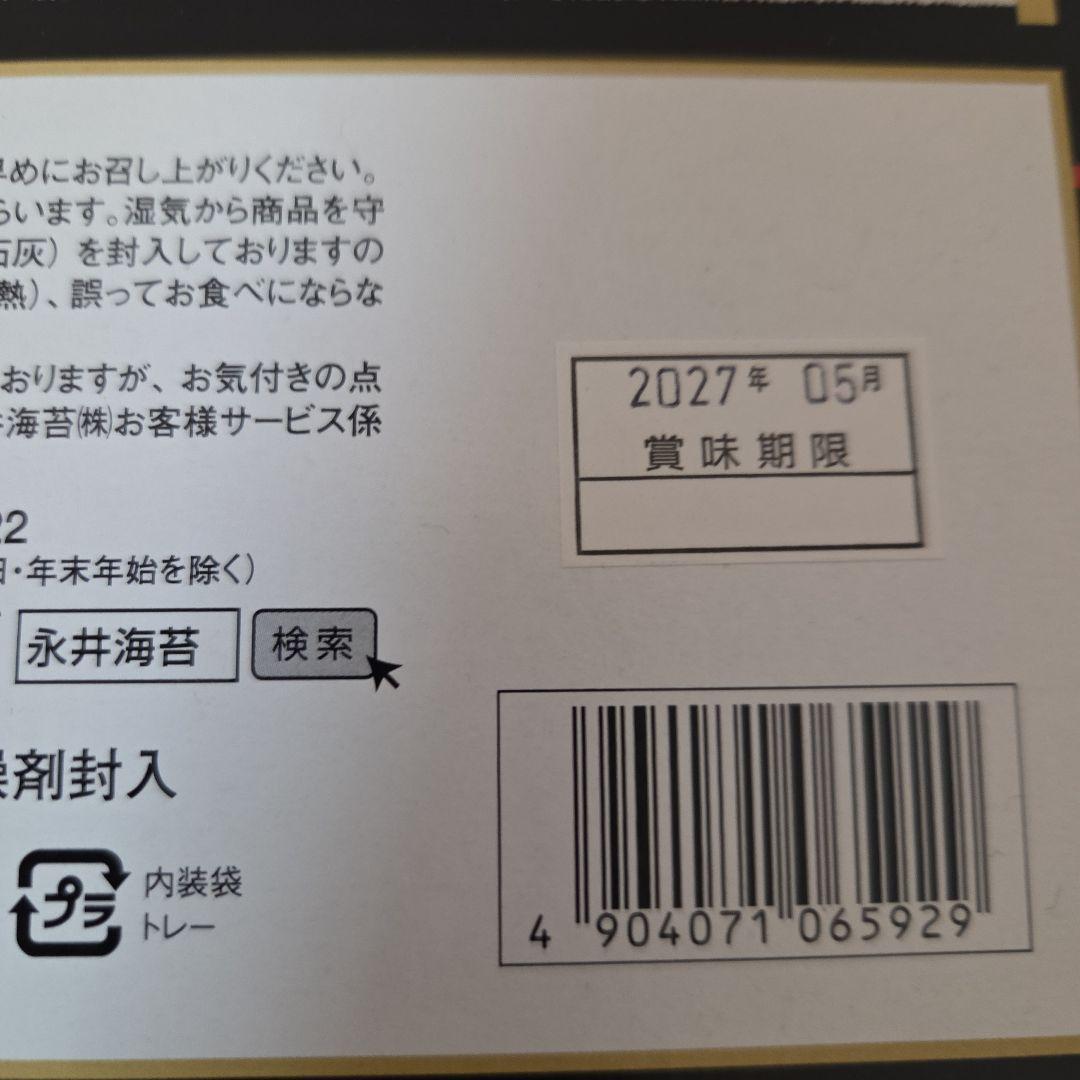 早めにお召し上がりください。
らいます。湿気から商品を守
石灰）を封入しておりますの
熱）、誤ってお食べにならな
おりますが、お気付きの点
井海苔㈱お客様サービス係
22
日・年末年始を除く）
永井海苔 検索
燥剤封入
プラ
内装袋
トレー
2027年 05月
賞味期限
4 904071 065929